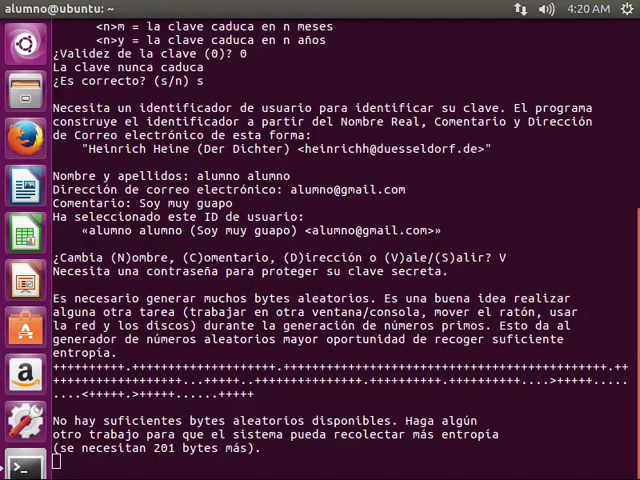 alumno@ubuntu: ~
4:20 AM
<n>m = la clave caduca en n meses
<n>y = la clave caduca en n años
¿Validez de la clave (0)? 0
La clave nunca caduca
¿Es correcto? (s/n) s
Necesita un identificador de usuario para identificar su clave. El programa
construye el identificador a partir del Nombre Real, Comentario y Dirección
de Correo electrónico de esta forma:
"Heinrich Heine (Der Dichter) <heinrichh@duesseldorf.de>"
Nombre y apellidos: alumno alumno
Dirección de correo electrónico: alumno@gmail.com
Comentario: Soy muy guapo
Ha seleccionado este ID de usuario:
«alumno alumno (Soy muy guapo) <alumno@gmail.com>»
¿Cambia (N)ombre, (C)omentario, (D)irección o (V)ale/(S)alir? V
Necesita una contraseña para proteger su clave secreta.
Es necesario generar muchos bytes aleatorios. Es una buena idea realizar
alguna otra tarea (trabajar en otra ventana/consola, mover el ratón, usar
la red y los discos) durante la generación de números primos. Esto da al
generador de números aleatorios mayor oportunidad de recoger suficiente
entropía.
++++++++++.++++++++++++++++++++.+++++++++++++++++++++++++++++++++++++++++++++.++
++++++++++++++++++...+++++..+++++++++++++++.++++++++++.++++++++++....>+++++.....
....<+++++.>+++++......+++++
No hay suficientes bytes aleatorios disponibles. Haga algún
otro trabajo para que el sistema pueda recolectar más entropía
(se necesitan 201 bytes más).